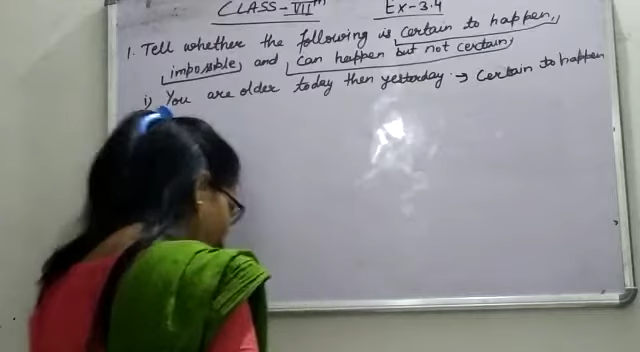 CLASS-VIIth Ex-3.4
1. Tell whether the following is certain to happen,
impossible, and can happen but not certain,
i) You are older today then yesterday → Certain to happen